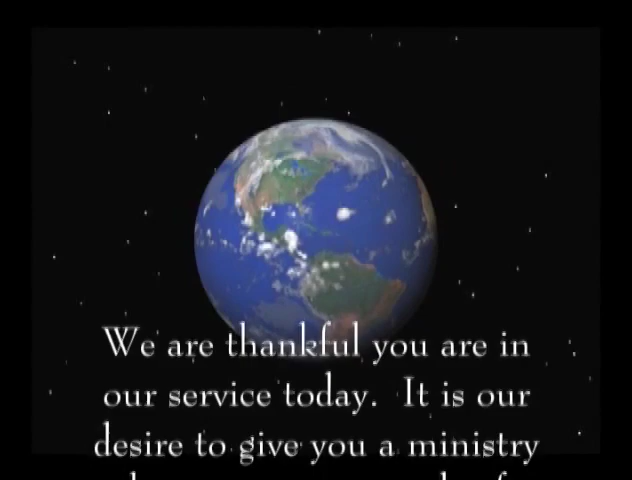 We are thankful you are in
our service today.  It is our
desire to give you a ministry